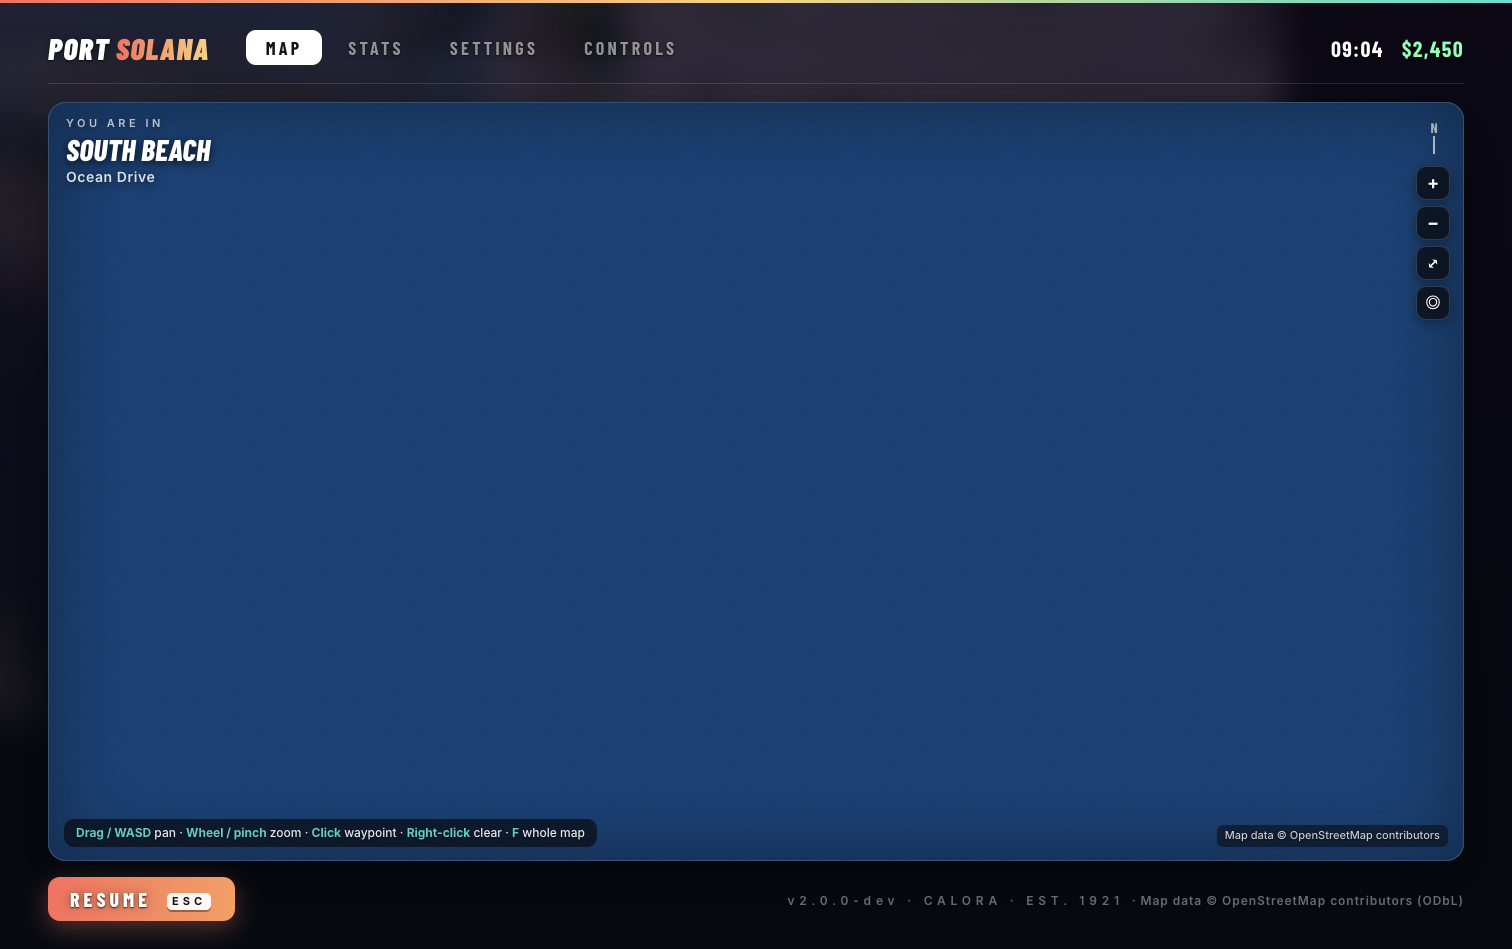 PORT SOLANA
MAP
STATS
SETTINGS
CONTROLS
09:04
$2,450
YOU ARE IN
SOUTH BEACH
Ocean Drive
N
+
−
Drag / WASD pan · Wheel / pinch zoom · Click waypoint · Right-click clear · F whole map
Map data © OpenStreetMap contributors
RESUME ESC
v2.0.0-dev · CALORA · EST. 1921 · Map data © OpenStreetMap contributors (ODbL)